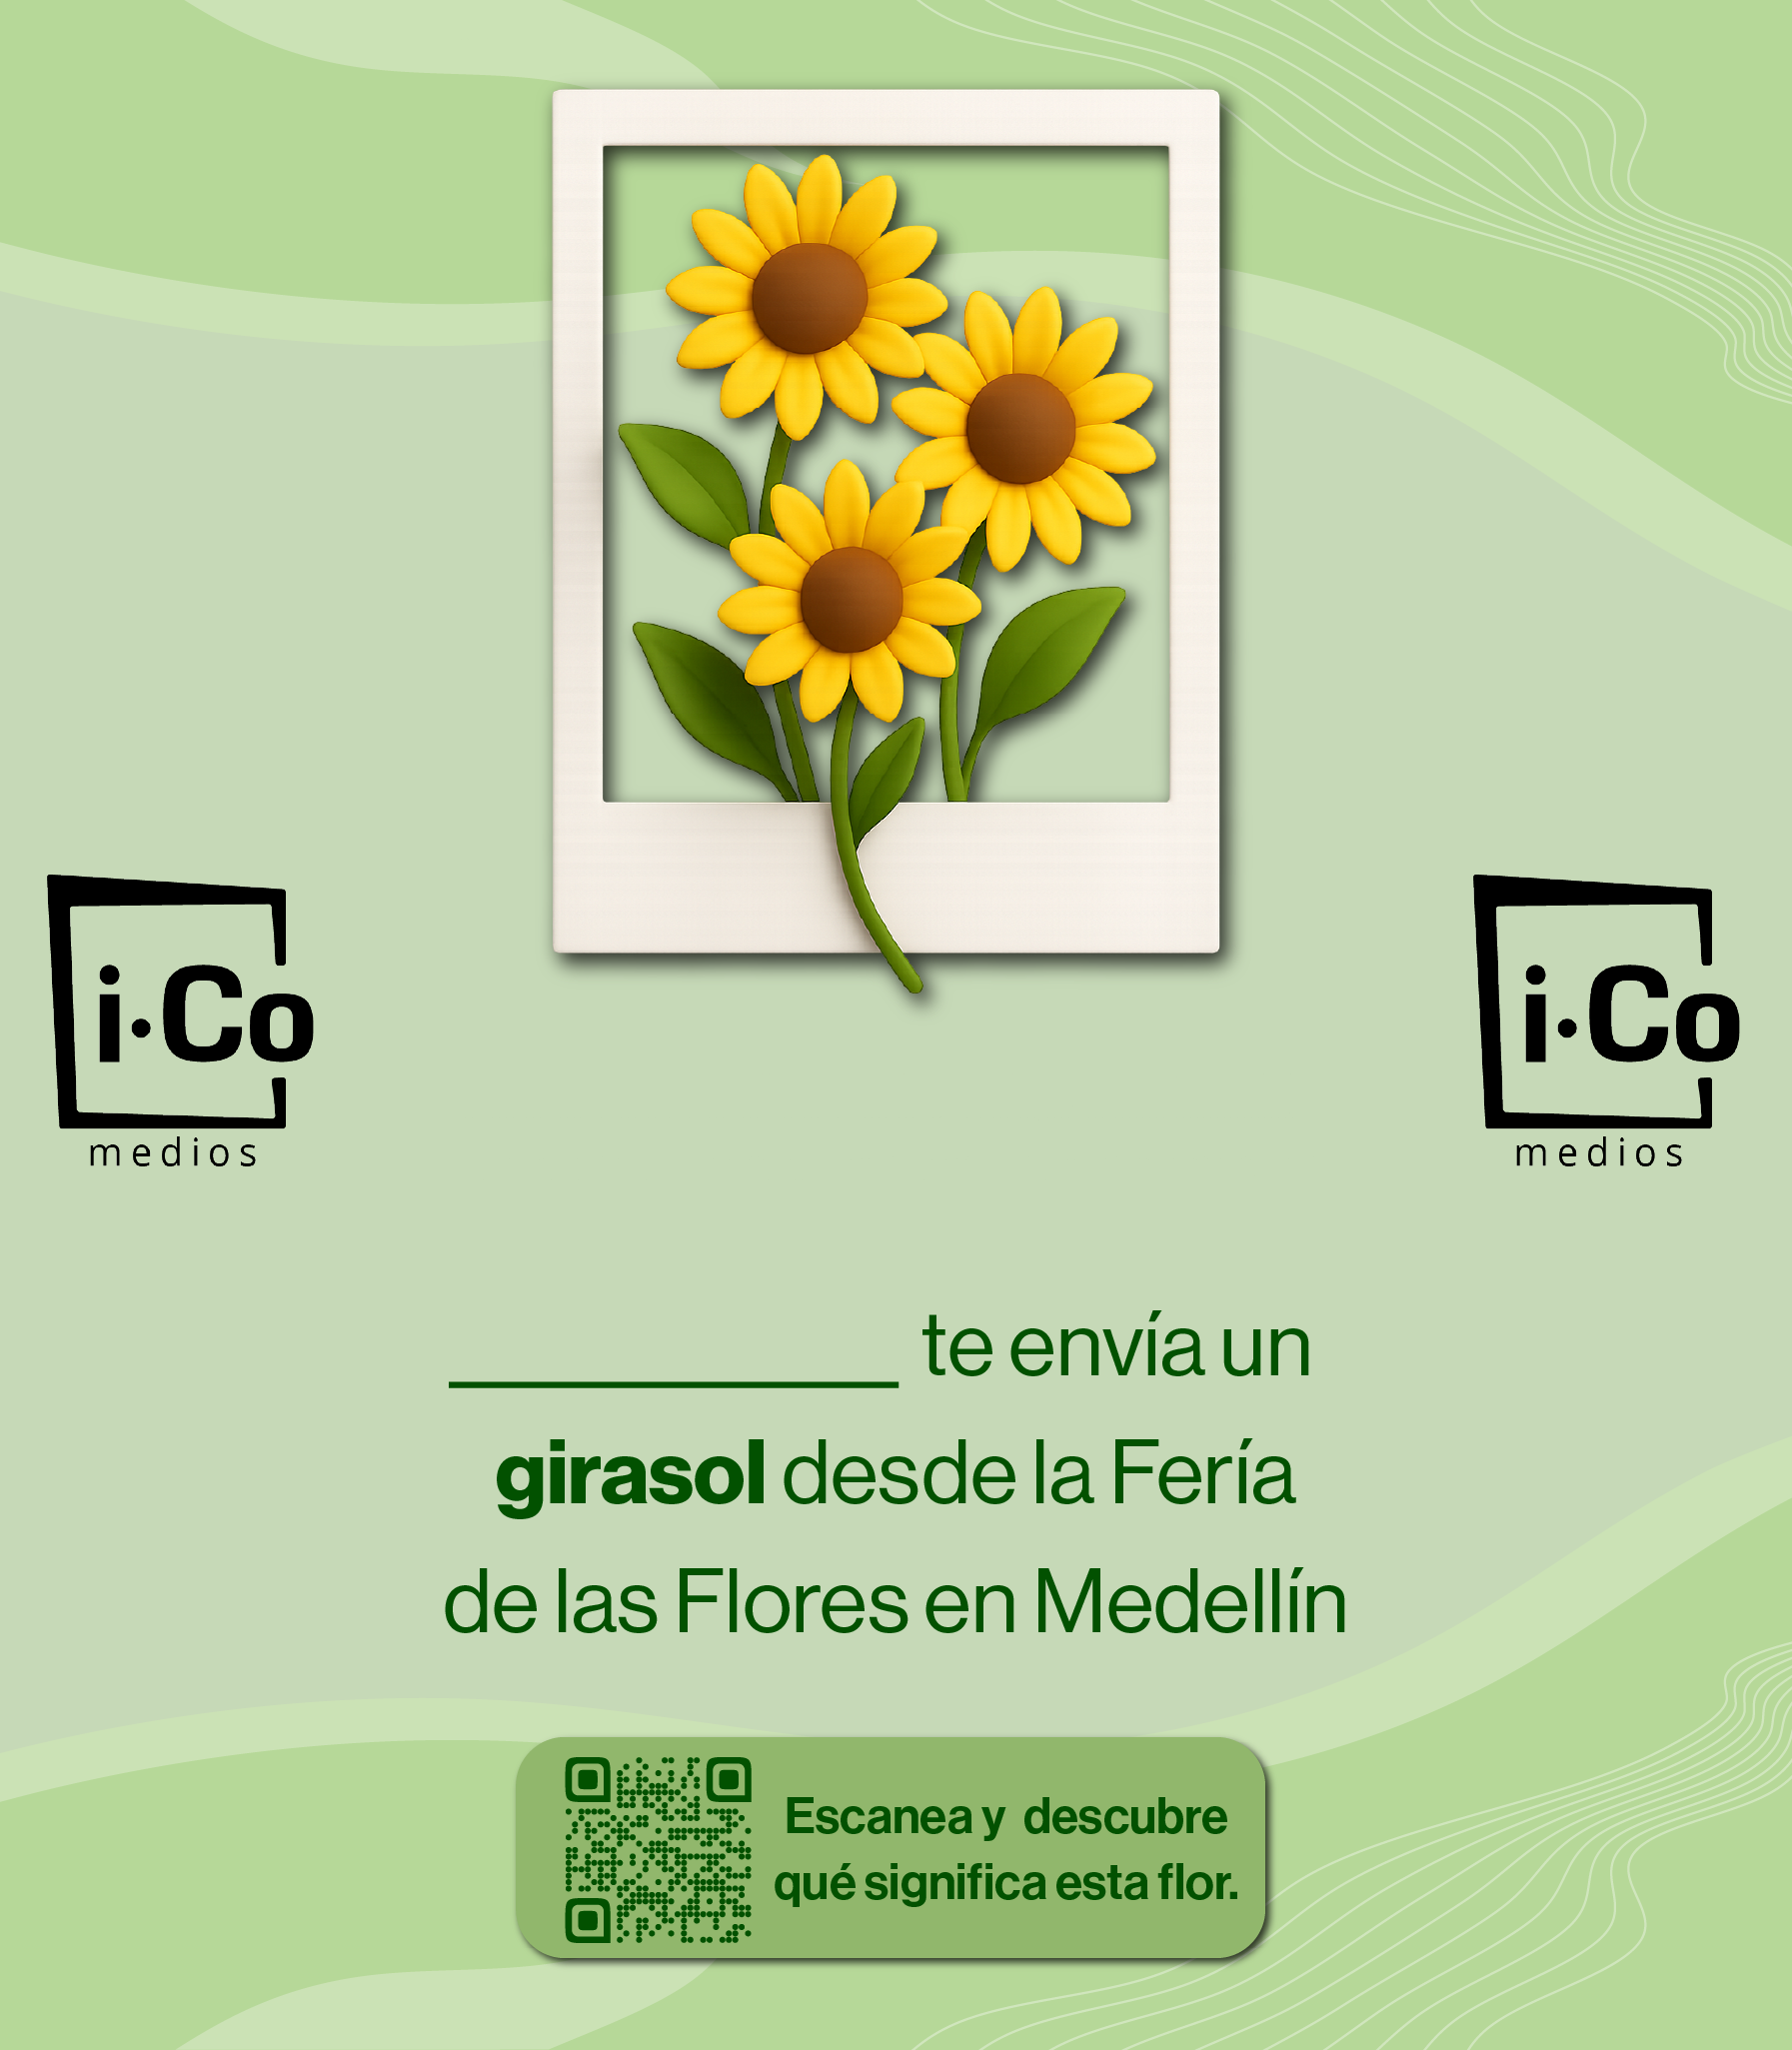 i·Co
medios
i·Co
medios
____________ te envía un
girasol desde la Fería
de las Flores en Medellín
Escanea y descubre
qué significa esta flor.